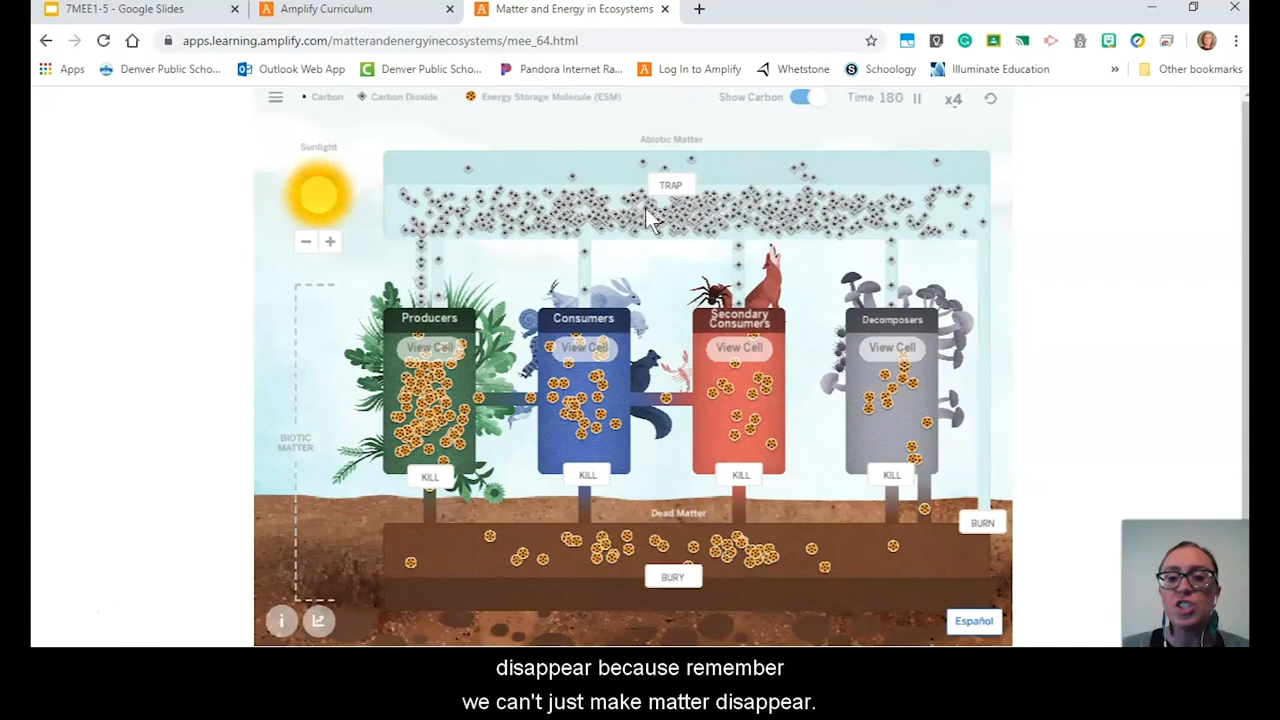 7MEE1-5 - Google Slides
Amplify Curriculum
Matter and Energy in Ecosystems
apps.learning.amplify.com/matterandenergyinecosystems/mee_64.html
Apps
Denver Public Scho...
Outlook Web App
Denver Public Scho...
Pandora Internet Ra...
Log In to Amplify
Whetstone
Schoology
Illuminate Education
»
Other bookmarks
Carbon
Carbon Dioxide
Energy Storage Molecule (ESM)
Show Carbon
Time 180
x4
Sunlight
Abiotic Matter
TRAP
Producers
Consumers
Secondary
Consumers
Decomposers
View Cell
View Cell
View Cell
View Cell
BIOTIC
MATTER
KILL
KILL
KILL
KILL
Dead Matter
BURN
BURY
Español
disappear because remember
we can't just make matter disappear.